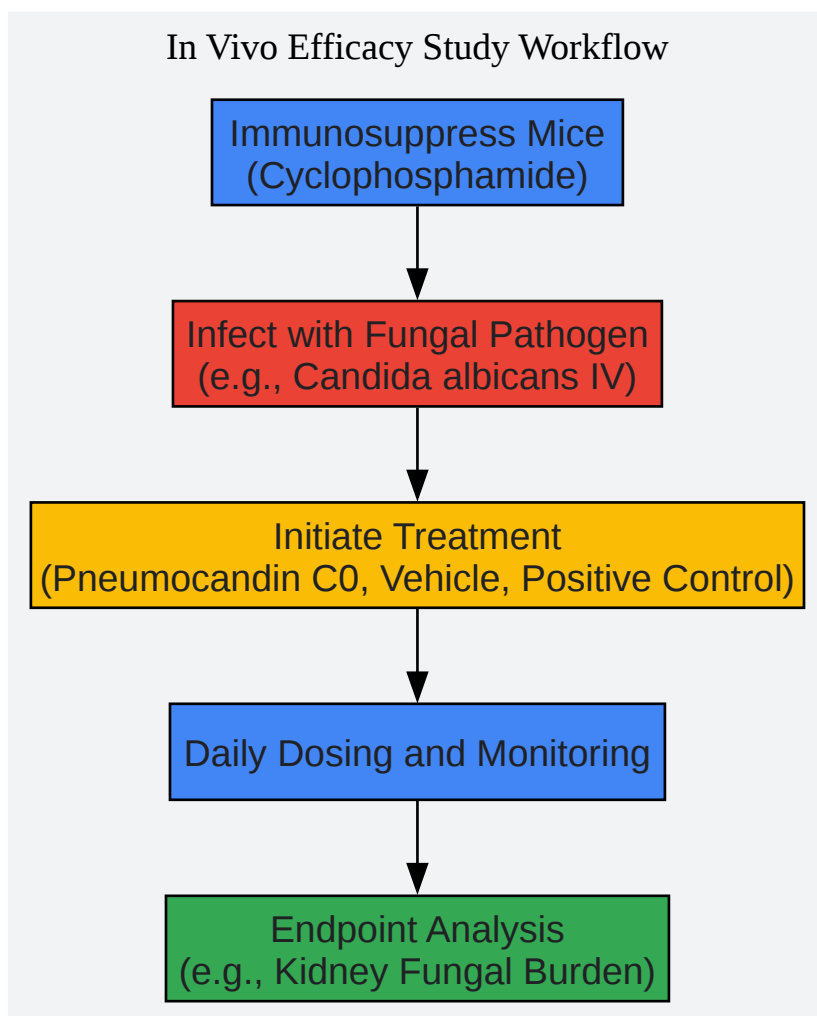 In Vivo Efficacy Study Workflow
Immunosuppress Mice
(Cyclophosphamide)
Infect with Fungal Pathogen
(e.g., Candida albicans IV)
Initiate Treatment
(Pneumocandin C0, Vehicle, Positive Control)
Daily Dosing and Monitoring
Endpoint Analysis
(e.g., Kidney Fungal Burden)